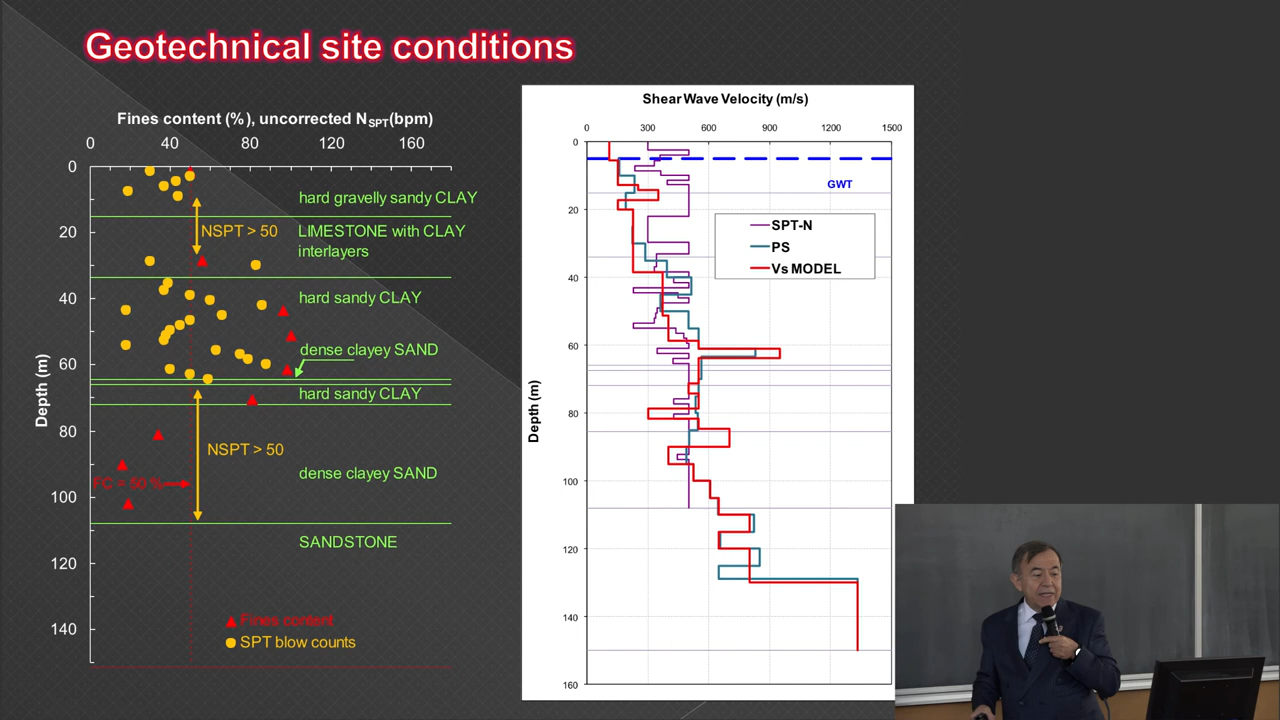 Geotechnical site conditions
Fines content (%), uncorrected NSPT(bpm)
0 40 80 120 160
0
20
40
60
80
100
120
140
Depth (m)
hard gravelly sandy CLAY
NSPT > 50
LIMESTONE with CLAY
interlayers
hard sandy CLAY
dense clayey SAND
hard sandy CLAY
NSPT > 50
dense clayey SAND
FC = 50 %
SANDSTONE
Fines content
SPT blow counts
Shear Wave Velocity (m/s)
0 300 600 900 1200 1500
0
20
40
60
80
100
120
140
160
Depth (m)
GWT
SPT-N
PS
Vs MODEL